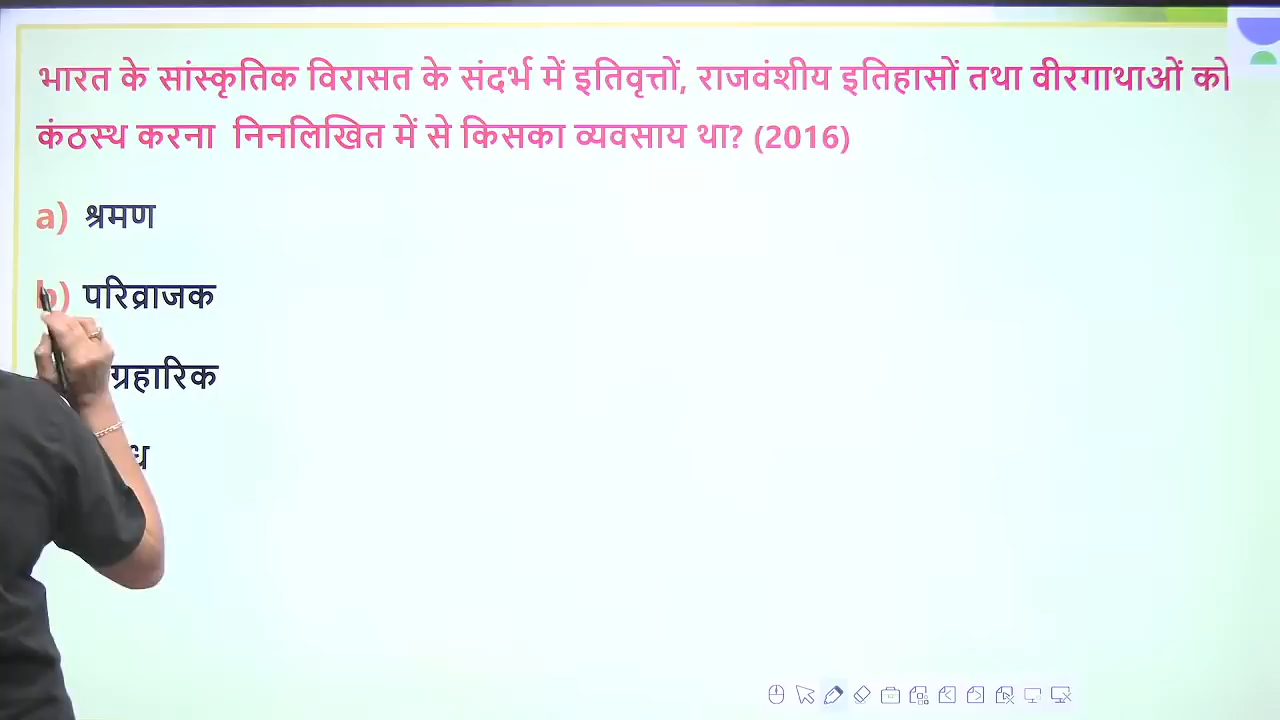 भारत के सांस्कृतिक विरासत के संदर्भ में इतिवृत्तों, राजवंशीय इतिहासों तथा वीरगाथाओं को
कंठस्थ करना निनलिखित में से किसका व्यवसाय था? (2016)
a) श्रमण
b) परिव्राजक
ग्रहारिक